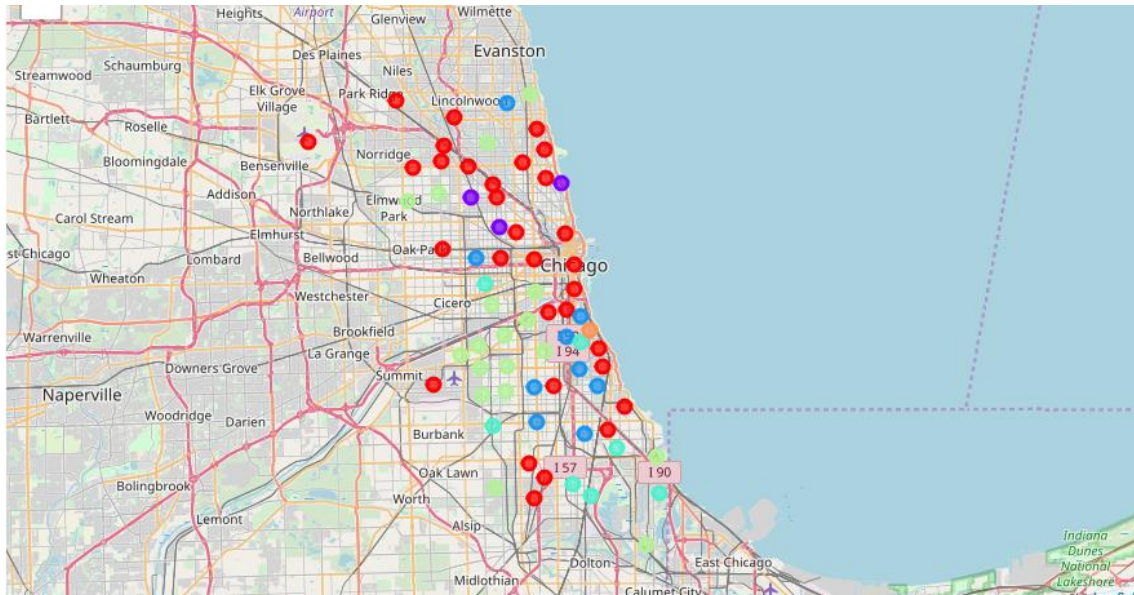 Heights
Airport
Glenview
Wilmette
Evanston
Des Plaines
Schaumburg
Niles
Streamwood
Elk Grove
Village
Park Ridge
Lincolnwood
Bartlett
Roselle
Norridge
Bloomingdale
Bensenville
Addison
Elmwood
Park
Northlake
Carol Stream
Elmhurst
Oak Park
st Chicago
Lombard
Bellwood
Chicago
Wheaton
Westchester
Cicero
Brookfield
Warrenville
La Grange
I 94
Downers Grove
Summit
Naperville
Woodridge
Darien
Burbank
Oak Lawn
I 57
I 90
Bolingbrook
Worth
Lemont
Alsip
Indiana
Dunes
National
Lakeshore
Dolton
East Chicago
Midlothian
Calumet City